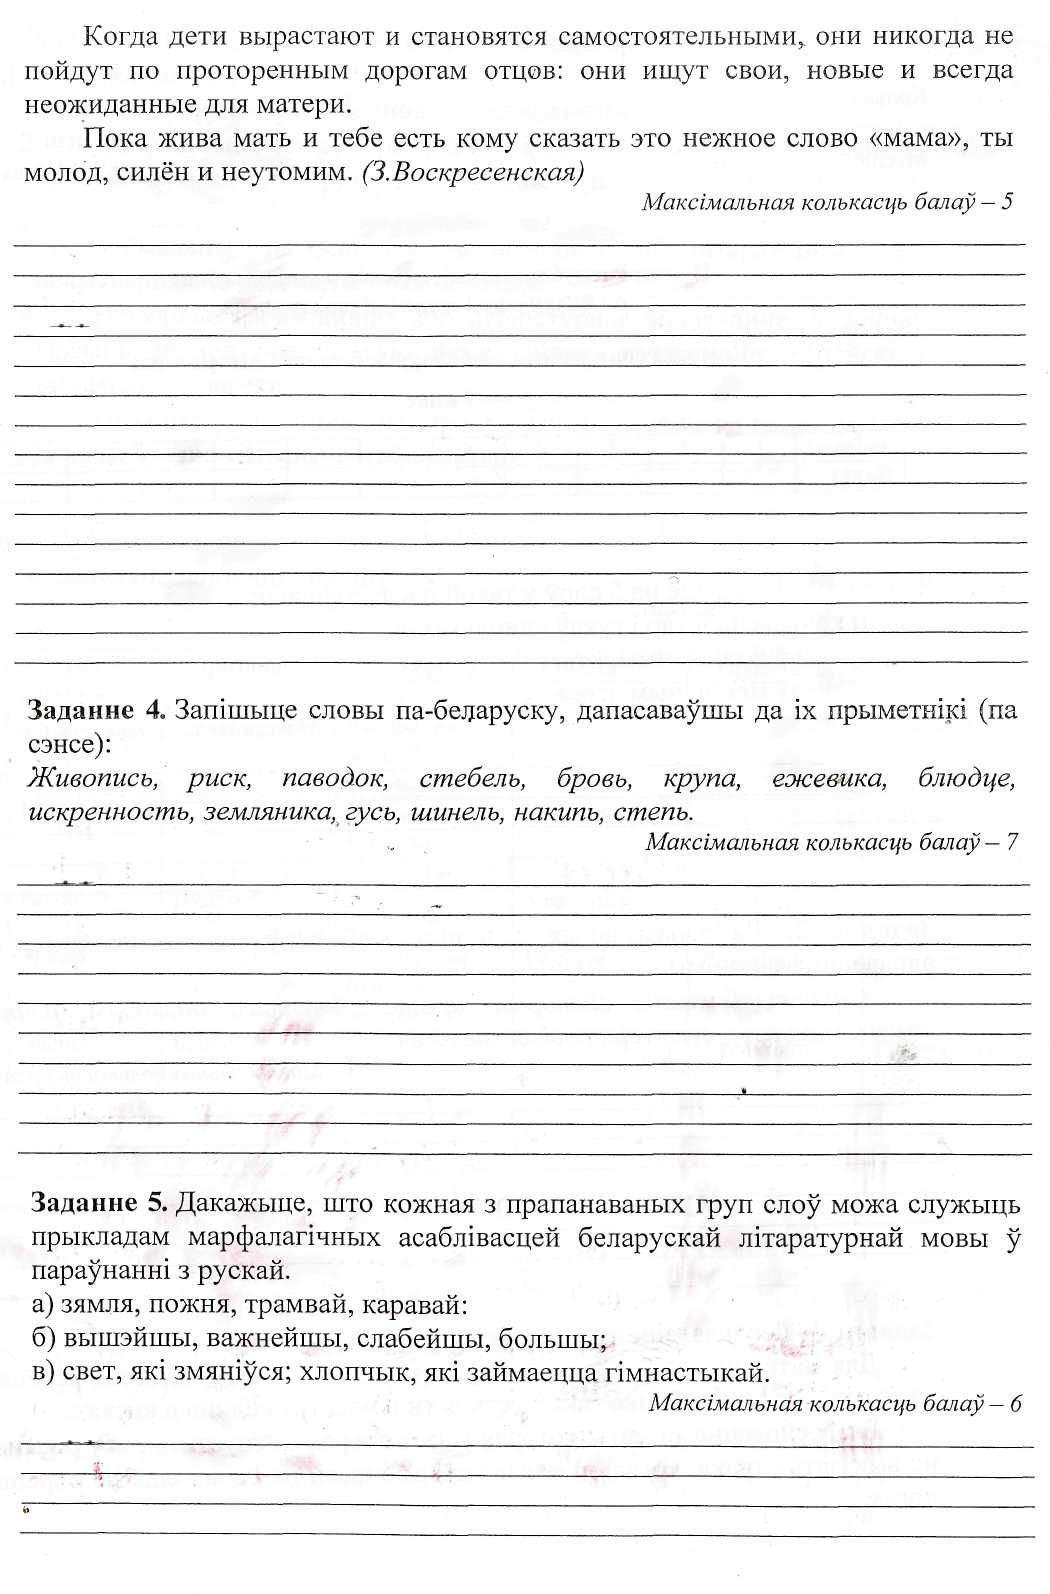 Когда дети вырастают и становятся самостоятельными, они никогда не
пойдут по проторенным дорогам отцов: они ищут свои, новые и всегда
неожиданные для матери.
Пока жива мать и тебе есть кому сказать это нежное слово «мама», ты
молод, силён и неутомим. (З.Воскресенская)
Максімальная колькасць балаў – 5
Заданне 4. Запішыце словы па-беларуску, дапасаваўшы да іх прыметнікі (па
сэнсе):
Живопись, риск, паводок, стебель, бровь, крупа, ежевика, блюдце,
искренность, земляника, гусь, шинель, накипь, степь.
Максімальная колькасць балаў – 7
Заданне 5. Дакажыце, што кожная з прапанаваных груп слоў можа служыць
прыкладам марфалагічных асаблівасцей беларускай літаратурнай мовы ў
параўнанні з рускай.
а) зямля, пожня, трамвай, каравай:
б) вышэйшы, важнейшы, слабейшы, большы;
в) свет, які змяніўся; хлопчык, які займаецца гімнастыкай.
Максімальная колькасць балаў – 6